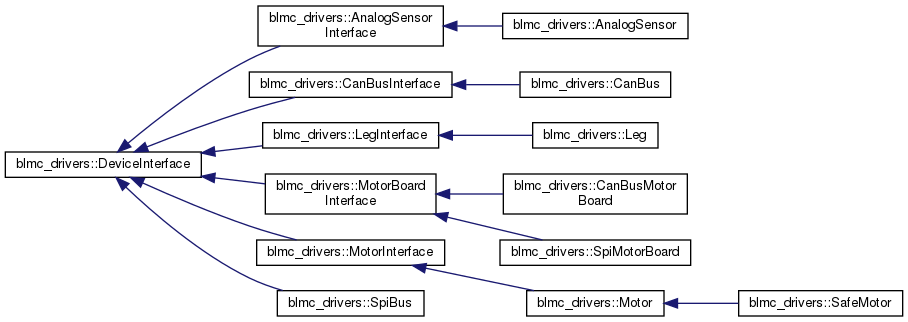 blmc_drivers::AnalogSensor
Interface
blmc_drivers::AnalogSensor
blmc_drivers::CanBusInterface
blmc_drivers::CanBus
blmc_drivers::LegInterface
blmc_drivers::Leg
blmc_drivers::DeviceInterface
blmc_drivers::MotorBoard
Interface
blmc_drivers::CanBusMotor
Board
blmc_drivers::MotorInterface
blmc_drivers::SpiMotorBoard
blmc_drivers::SpiBus
blmc_drivers::Motor
blmc_drivers::SafeMotor